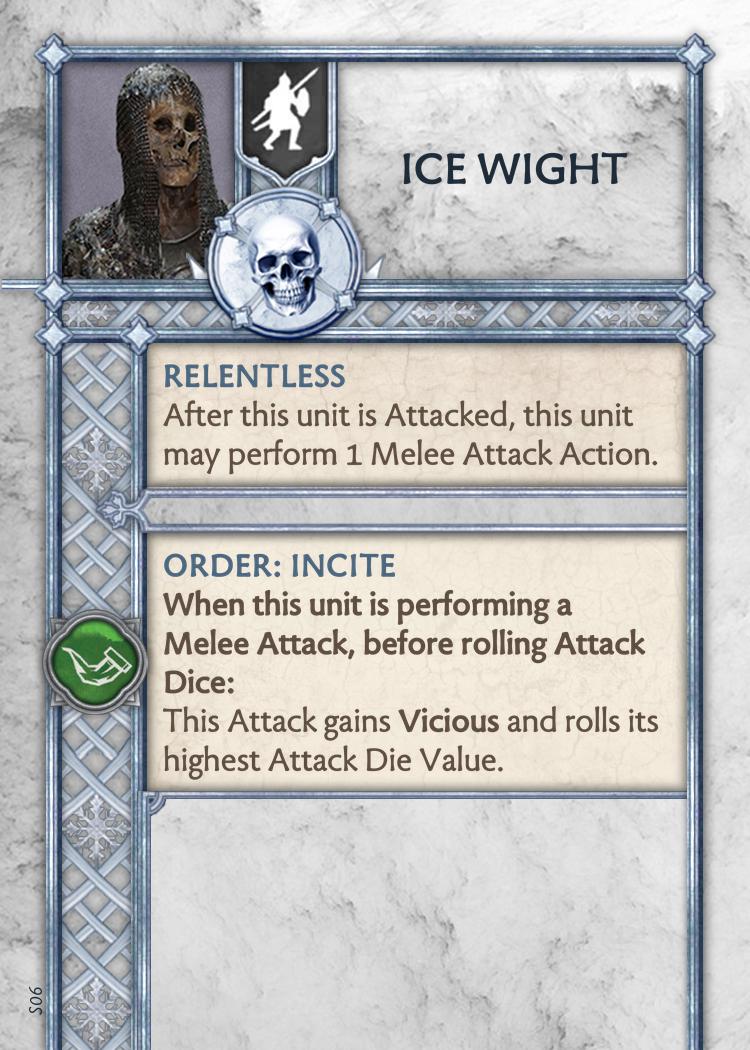 ICE WIGHT
RELENTLESS
After this unit is Attacked, this unit
may perform 1 Melee Attack Action.
ORDER: INCITE
When this unit is performing a
Melee Attack, before rolling Attack
Dice:
This Attack gains Vicious and rolls its
highest Attack Die Value.
S06